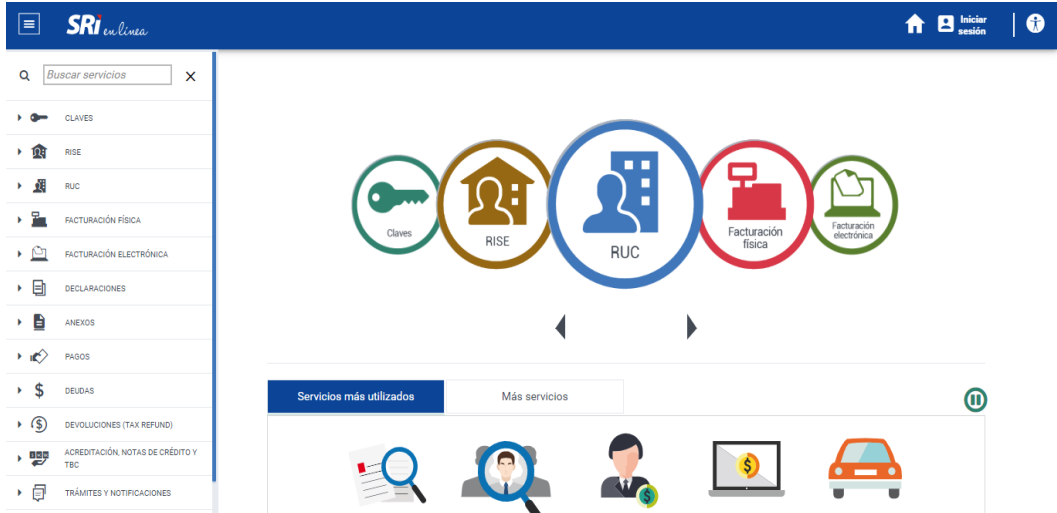 SRi en línea
Iniciar
sesión
Buscar servicios
CLAVES
RISE
RUC
FACTURACIÓN FÍSICA
FACTURACIÓN ELECTRÓNICA
DECLARACIONES
ANEXOS
PAGOS
DEUDAS
DEVOLUCIONES (TAX REFUND)
ACREDITACIÓN, NOTAS DE CRÉDITO Y
TBC
TRÁMITES Y NOTIFICACIONES
Claves
RISE
RUC
Facturación
física
Facturación
electrónica
Servicios más utilizados
Más servicios